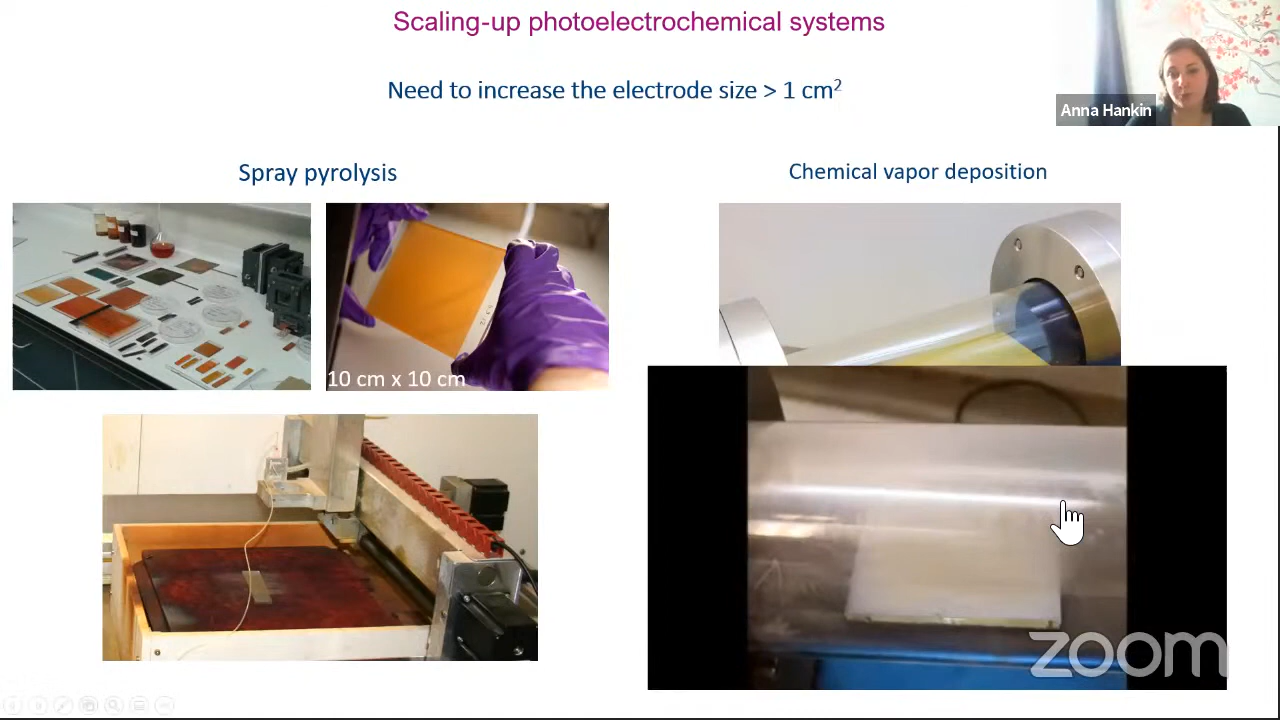 Scaling-up photoelectrochemical systems
Need to increase the electrode size > 1 cm²
Anna Hankin
Spray pyrolysis
Chemical vapor deposition
10 cm x 10 cm
zoom